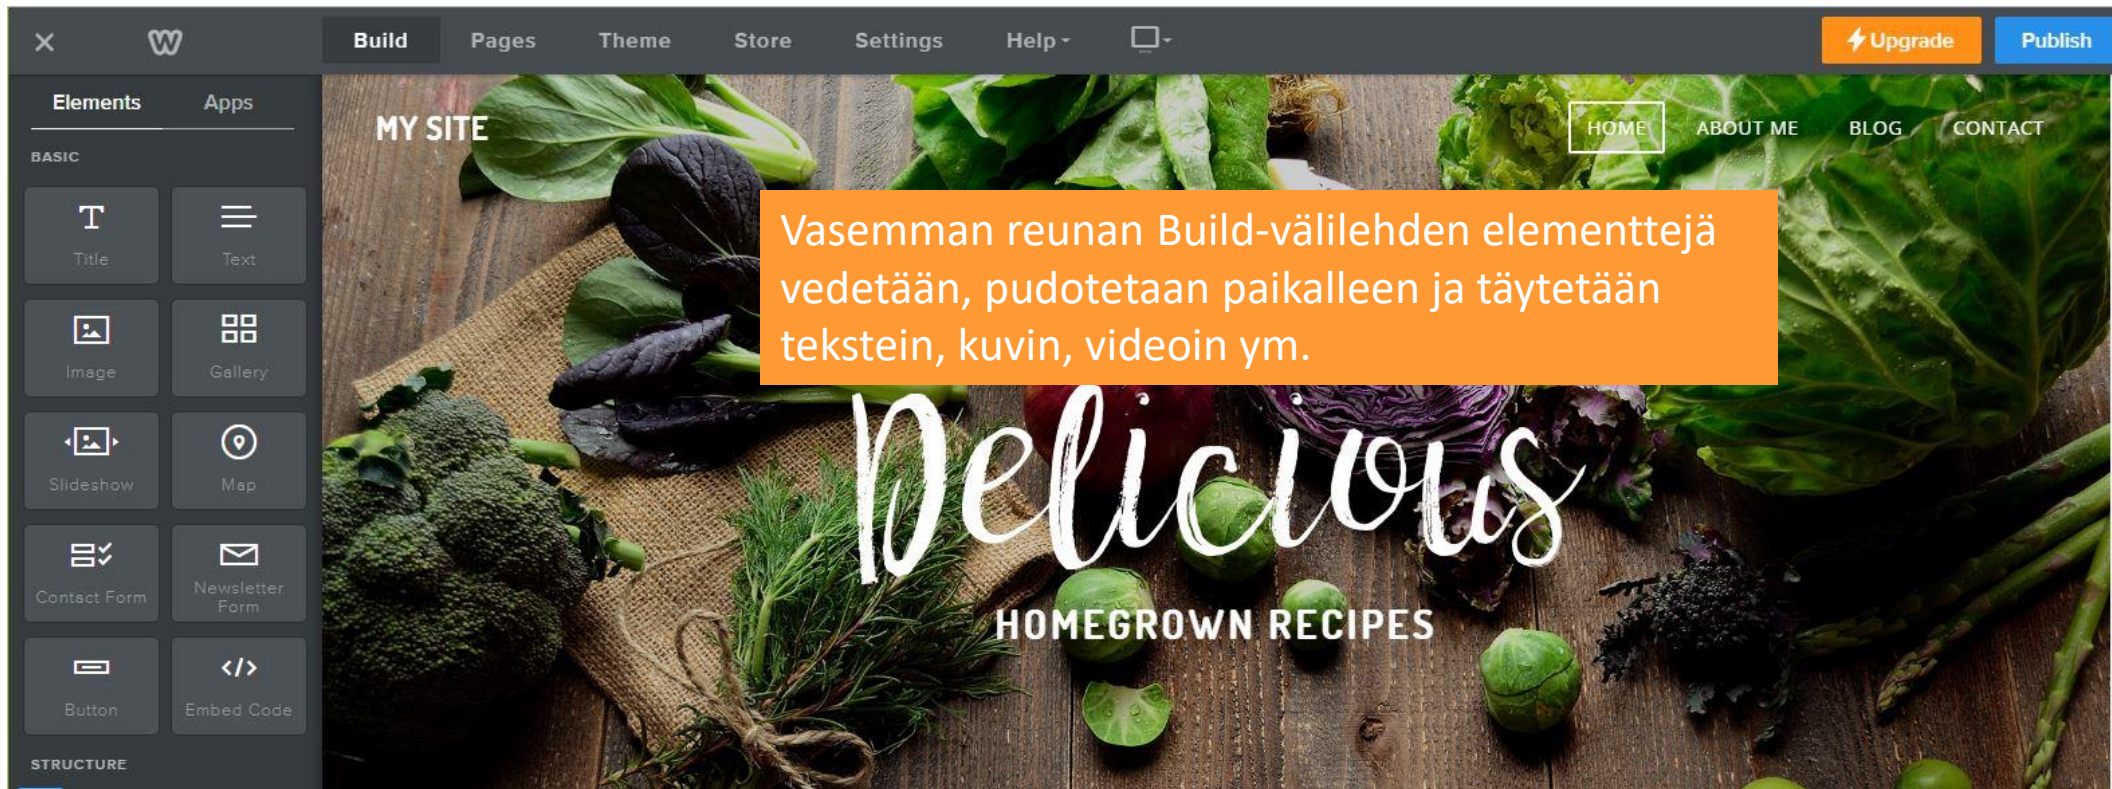 Build Pages Theme Store Settings Help Upgrade Publish
Elements Apps
BASIC
Title Text
Image Gallery
Slideshow Map
Contact Form Newsletter Form
Button Embed Code
STRUCTURE
MY SITE
HOME ABOUT ME BLOG CONTACT
Vasemman reunan Build-välilehden elementtejä
vedetään, pudotetaan paikalleen ja täytetään
tekstein, kuvin, videoin ym.
Delicious
HOMEGROWN RECIPES